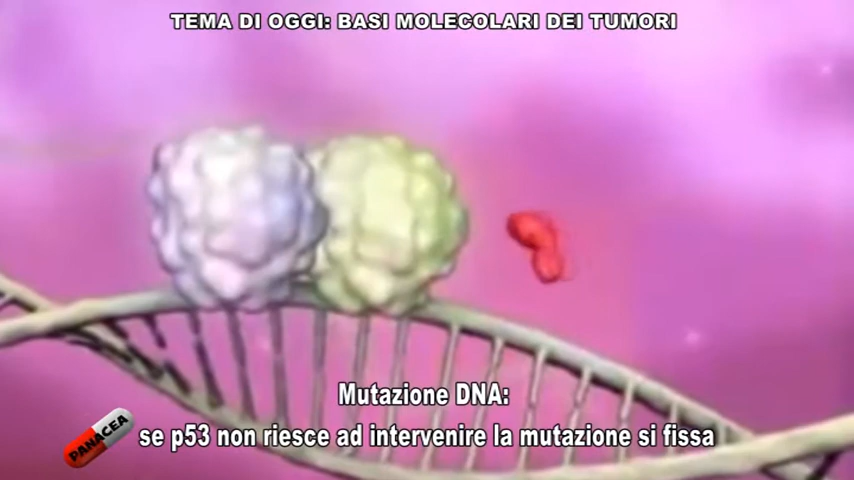 TEMA DI OGGI: BASI MOLECOLARI DEI TUMORI
Mutazione DNA:
se p53 non riesce ad intervenire la mutazione si fissa
PANACEA